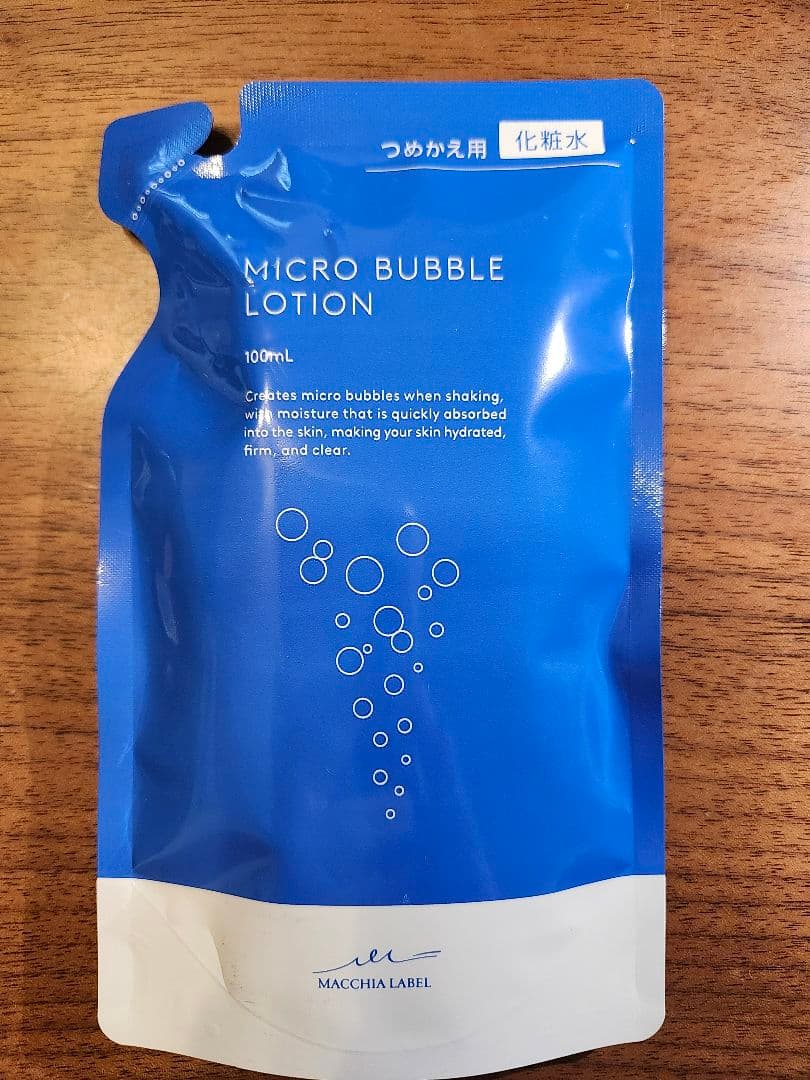 つめかえ用 化粧水
MICRO BUBBLE
LOTION
100mL
Creates micro bubbles when shaking,
with moisture that is quickly absorbed
into the skin, making your skin hydrated,
firm, and clear.
MACCHIA LABEL